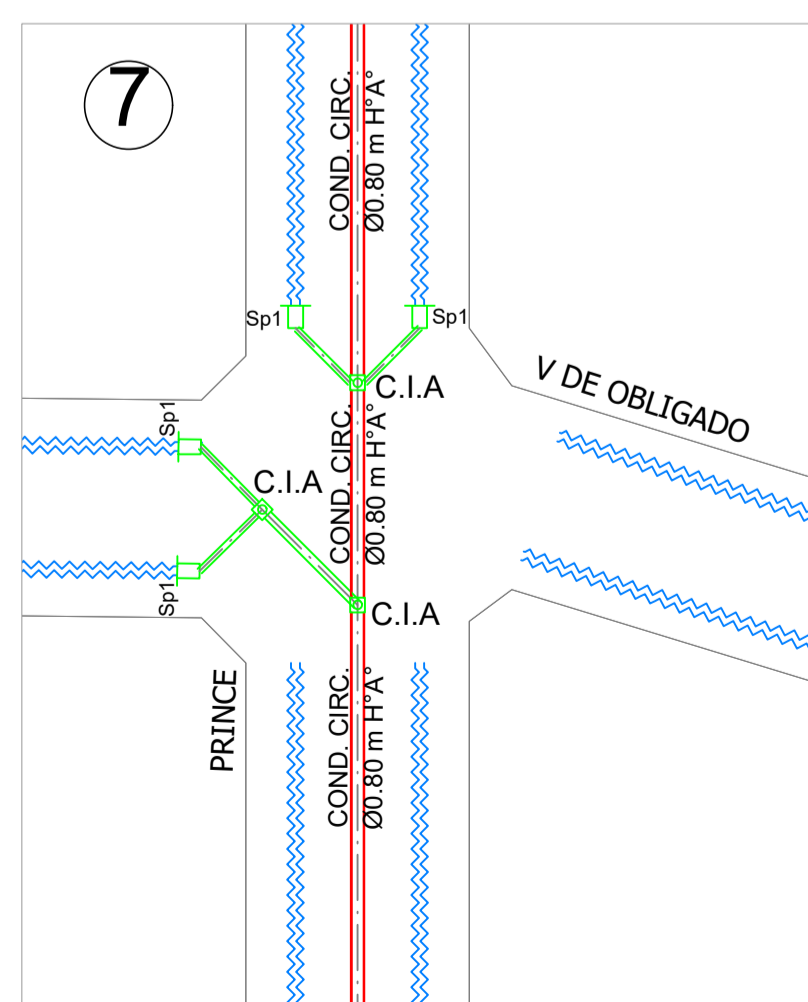 7
COND. CIRC.
Ø0.80 m H°A°
Sp1
Sp1
C.I.A
V DE OBLIGADO
Sp1
COND. CIRC.
Ø0.80 m H°A°
C.I.A
Sp1
C.I.A
PRINCE
COND. CIRC.
Ø0.80 m H°A°